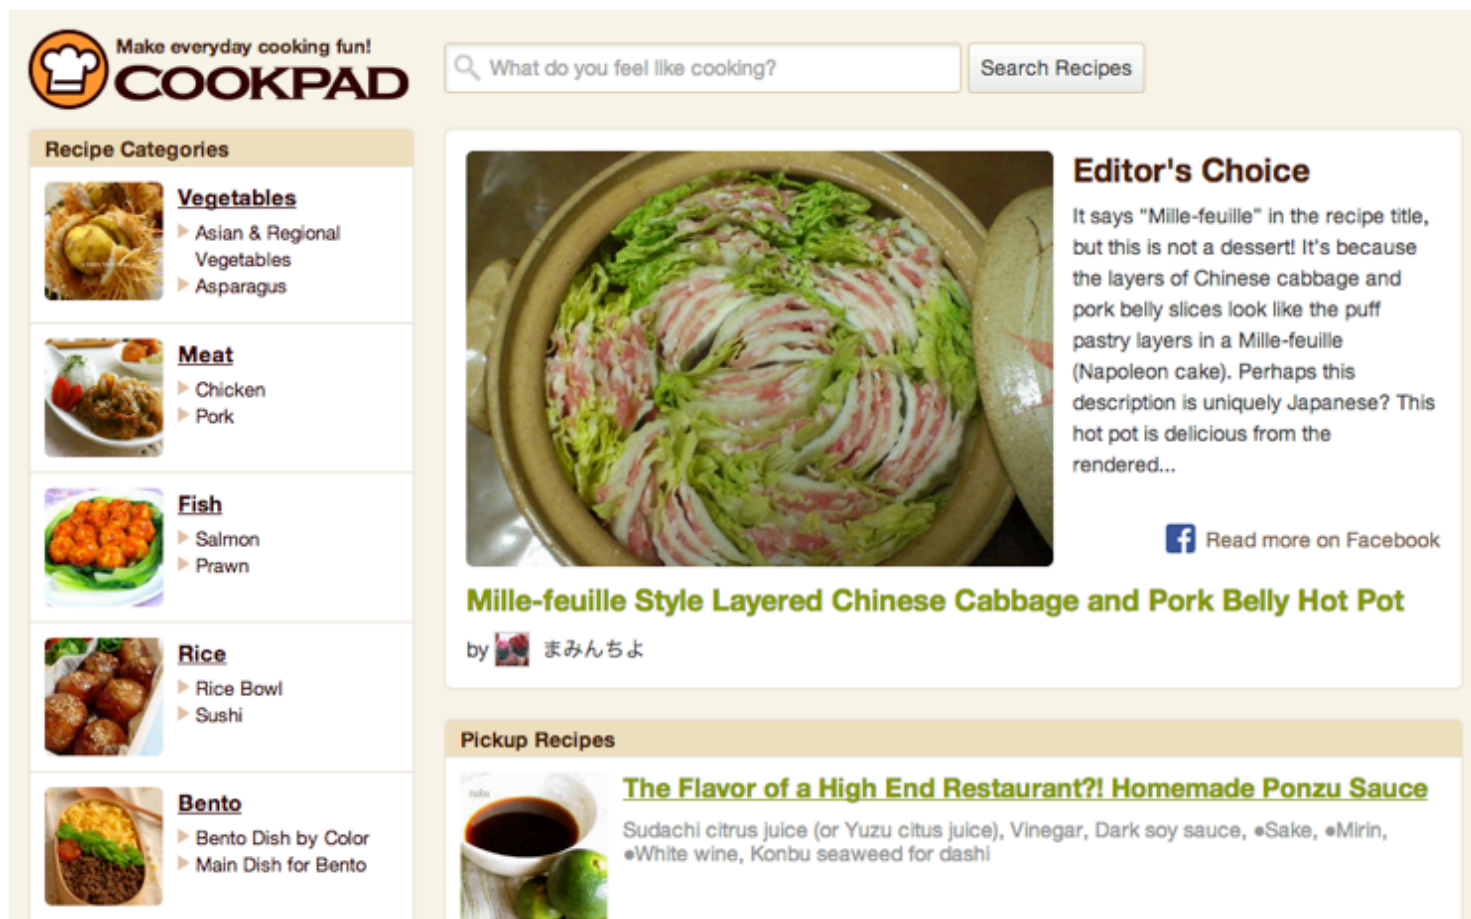 Make everyday cooking fun!
COOKPAD
What do you feel like cooking?
Search Recipes
Recipe Categories
Vegetables
Asian & Regional
Vegetables
Asparagus
Meat
Chicken
Pork
Fish
Salmon
Prawn
Rice
Rice Bowl
Sushi
Bento
Bento Dish by Color
Main Dish for Bento
Editor's Choice
It says “Mille-feuille” in the recipe title,
but this is not a dessert! It's because
the layers of Chinese cabbage and
pork belly slices look like the puff
pastry layers in a Mille-feuille
(Napoleon cake). Perhaps this
description is uniquely Japanese? This
hot pot is delicious from the
rendered...
Read more on Facebook
Mille-feuille Style Layered Chinese Cabbage and Pork Belly Hot Pot
by まみんちよ
Pickup Recipes
The Flavor of a High End Restaurant?! Homemade Ponzu Sauce
Sudachi citrus juice (or Yuzu citus juice), Vinegar, Dark soy sauce, ●Sake, ●Mirin,
●White wine, Konbu seaweed for dashi